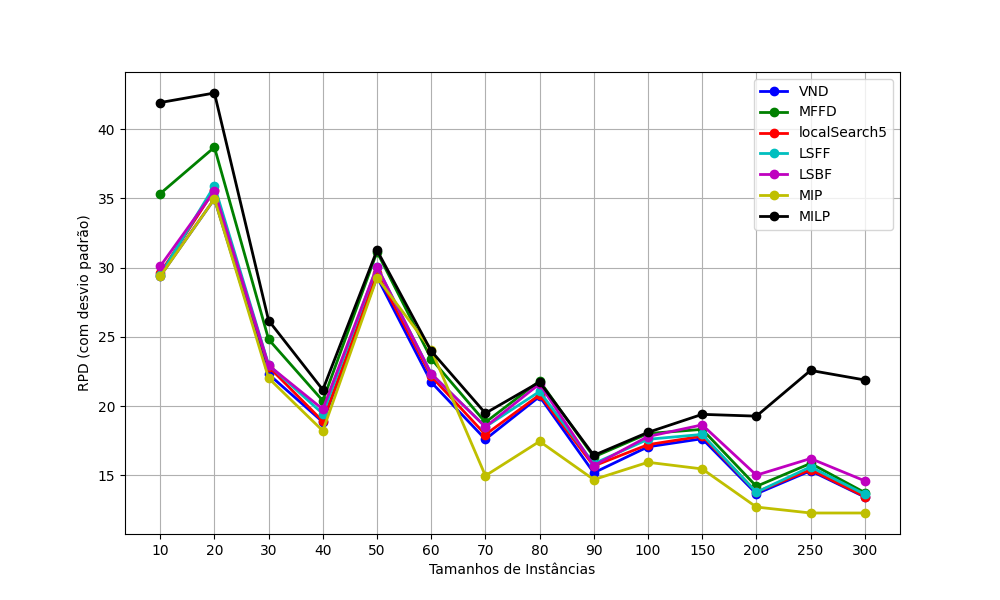 VND
MFFD
localSearch5
LSFF
LSBF
MIP
MILP
40
35
30
25
20
15
RPD (com desvio padrão)
10 20 30 40 50 60 70 80 90 100 150 200 250 300
Tamanhos de Instâncias